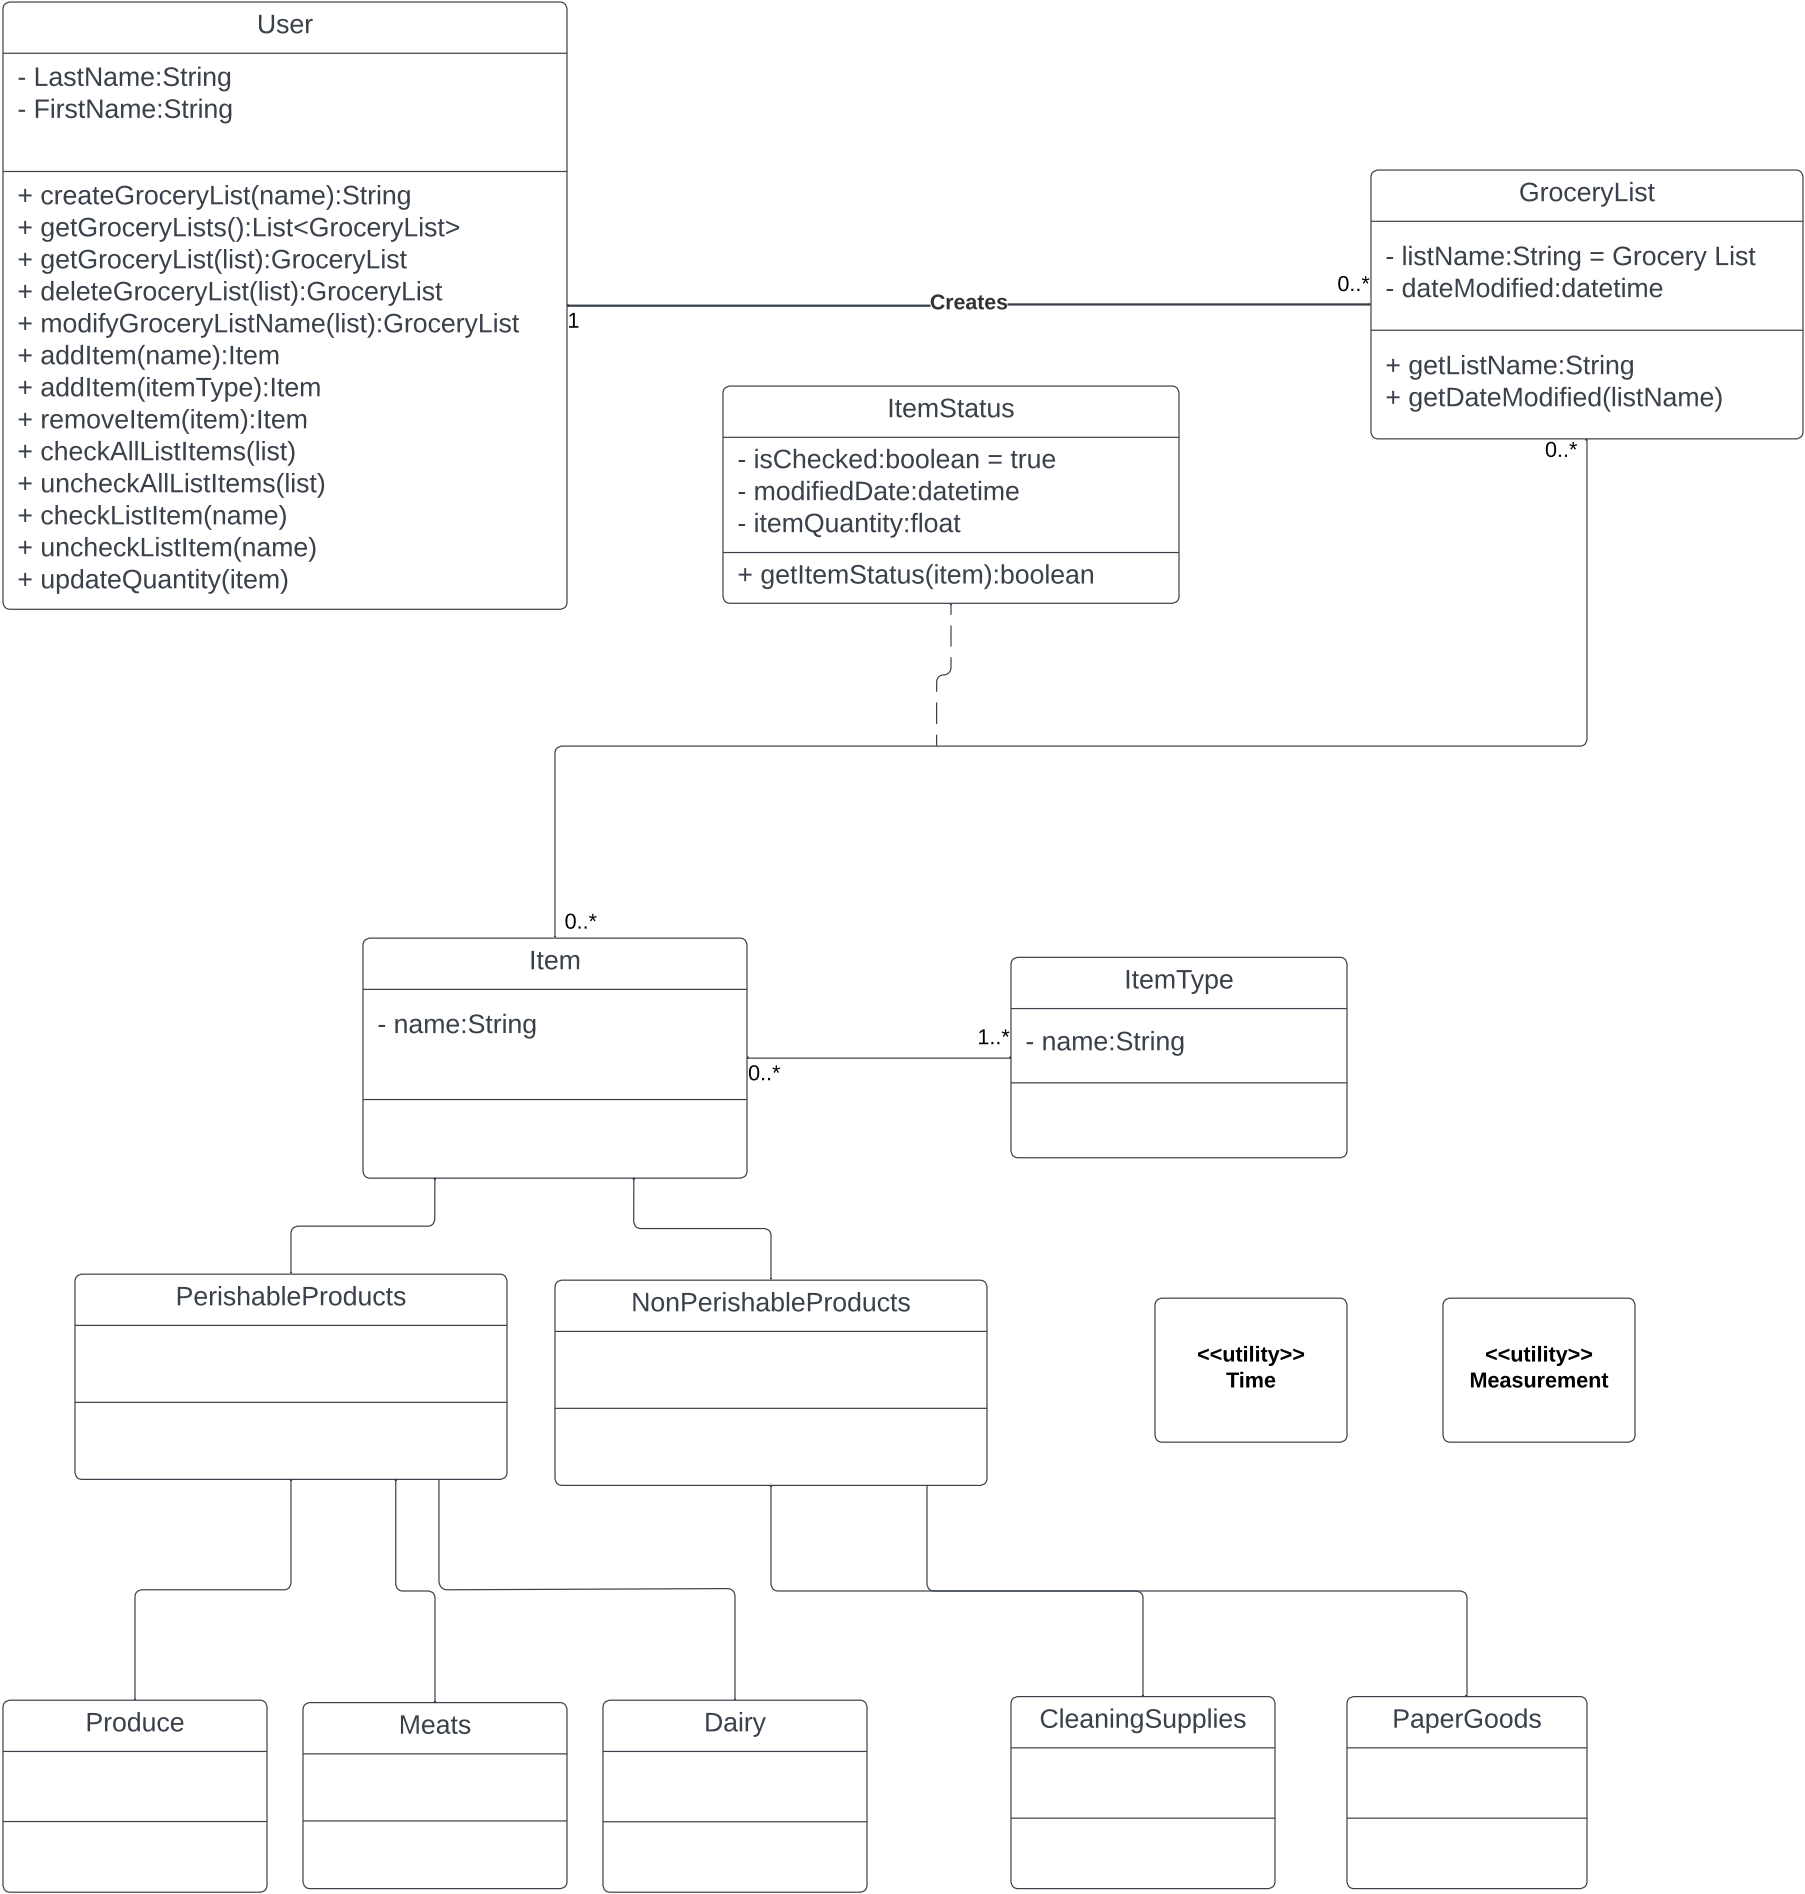 User
- LastName:String
- FirstName:String
+ createGroceryList(name):String
+ getGroceryLists():List<GroceryList>
+ getGroceryList(list):GroceryList
+ deleteGroceryList(list):GroceryList
+ modifyGroceryListName(list):GroceryList
+ addItem(name):Item
+ addItem(itemType):Item
+ removeItem(item):Item
+ checkAllListItems(list)
+ uncheckAllListItems(list)
+ checkListItem(name)
+ uncheckListItem(name)
+ updateQuantity(item)
1
Creates
0..*
GroceryList
- listName:String = Grocery List
- dateModified:datetime
+ getListName:String
+ getDateModified(listName)
0..*
ItemStatus
- isChecked:boolean = true
- modifiedDate:datetime
- itemQuantity:float
+ getItemStatus(item):boolean
0..*
Item
- name:String
0..*
1..*
ItemType
- name:String
PerishableProducts
NonPerishableProducts
<<utility>>
Time
<<utility>>
Measurement
Produce
Meats
Dairy
CleaningSupplies
PaperGoods